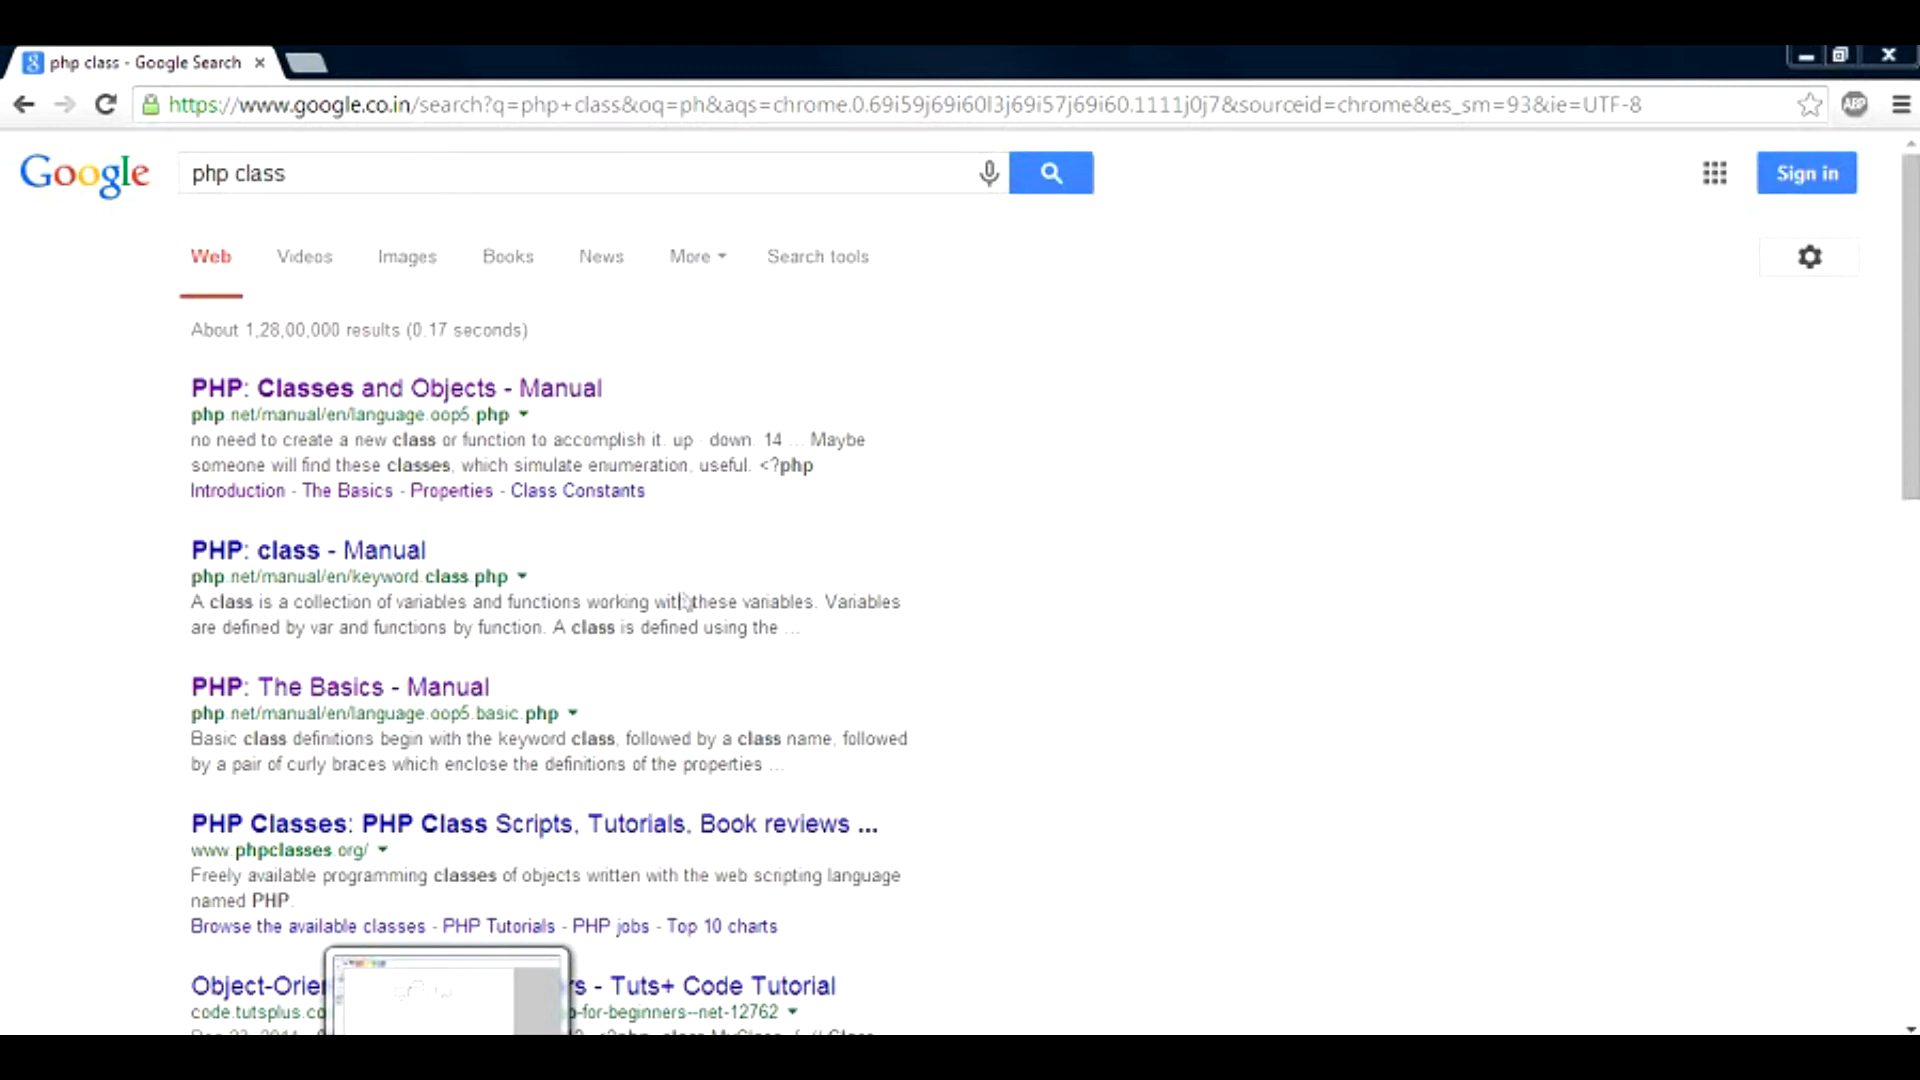 php class - Google Search
https://www.google.co.in/search?q=php+class&oq=ph&aqs=chrome.0.69i59j69i60l3j69i57j69i60.1111j0j7&sourceid=chrome&es_sm=93&ie=UTF-8
ABP
Google
php class
Sign in
Web Videos Images Books News More Search tools
About 1,28,00,000 results (0.17 seconds)
PHP: Classes and Objects - Manual
php.net/manual/en/language.oop5.php
no need to create a new class or function to accomplish it. up · down. 14 ... Maybe
someone will find these classes, which simulate enumeration, useful. <?php
Introduction - The Basics - Properties - Class Constants
PHP: class - Manual
php.net/manual/en/keyword.class.php
A class is a collection of variables and functions working with these variables. Variables
are defined by var and functions by function. A class is defined using the ...
PHP: The Basics - Manual
php.net/manual/en/language.oop5.basic.php
Basic class definitions begin with the keyword class, followed by a class name, followed
by a pair of curly braces which enclose the definitions of the properties ...
PHP Classes: PHP Class Scripts, Tutorials, Book reviews ...
www.phpclasses.org/
Freely available programming classes of objects written with the web scripting language
named PHP.
Browse the available classes - PHP Tutorials - PHP jobs - Top 10 charts
Object-Orie rs - Tuts+ Code Tutorial
code.tutsplus.co p-for-beginners--net-12762